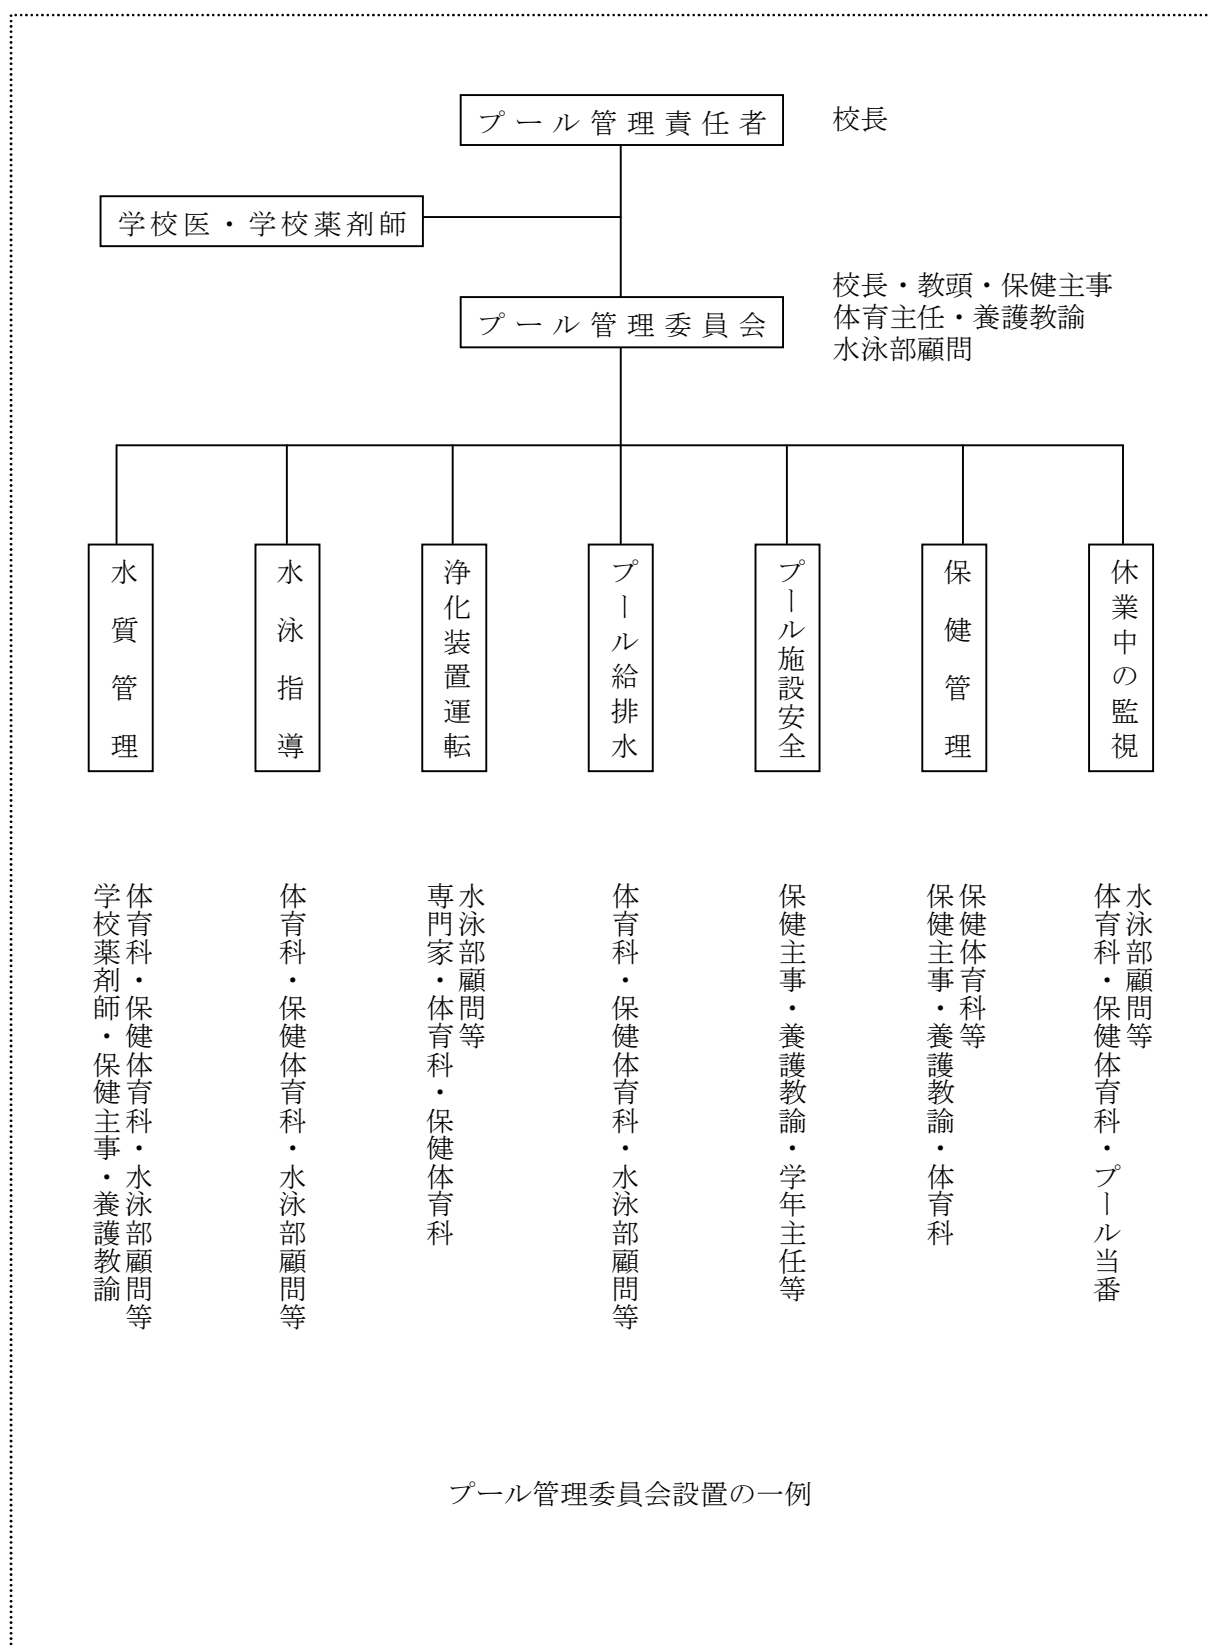 プール管理責任者
校長
学校医・学校薬剤師
プール管理委員会
校長・教頭・保健主事
体育主任・養護教諭
水泳部顧問
水質管理
水泳指導
浄化装置運転
プール給排水
プール施設安全
保健管理
休業中の監視
学校薬剤師・保健主事・養護教諭
体育科・保健体育科・水泳部顧問等
体育科・保健体育科・水泳部顧問等
専門家・体育科・保健体育科
水泳部顧問等
体育科・保健体育科・水泳部顧問等
保健主事・養護教諭・学年主任等
保健主事・養護教諭・体育科
保健体育科等
体育科・保健体育科・プール当番
水泳部顧問等
プール管理委員会設置の一例